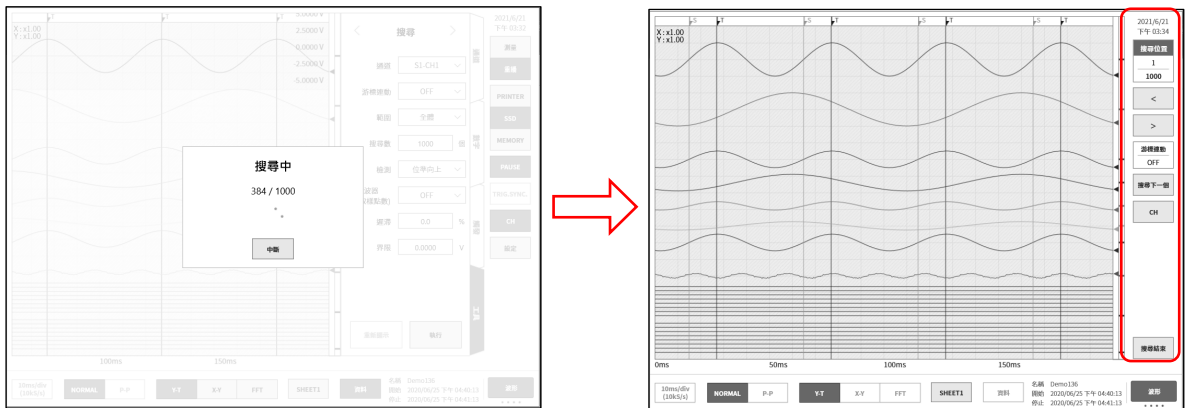 T
T
5.0000 V
2021/6/21
下午 03:33
X:x1.00
Y:x1.00
2.5000 V
0.0000 V
-2.5000 V
-5.0000 V
搜尋
通道
S1-CH1
游標連動
OFF
範圍
全體
搜尋數
1000
個
檢測
位準向上
OFF
遲滯
0.0
%
0.0000
V
執行
工具
PRINTER
SSD
MEMORY
PAUSE
CH
搜尋中
384 / 1000
中斷
100ms
150ms
10ms/div
(10kS/s)
NORMAL
P-P
Y-T
X-Y
FFT
SHEET1
資料
名稱 Demo136
開始 2020/06/25 下午 04:40:13
停止 2020/06/25 下午 04:41:13
波形
S
T
S
T
S
T
X:x1.00
Y:x1.00
0ms
50ms
100ms
150ms
10ms/div
(10kS/s)
NORMAL
P-P
Y-T
X-Y
FFT
SHEET1
資料
名稱 Demo136
開始 2020/06/25 下午 04:40:13
停止 2020/06/25 下午 04:41:13
波形
2021/6/21
下午 03:34
搜尋位置
1
1000
<
>
游標連動
OFF
搜尋下一個
CH
搜尋結束